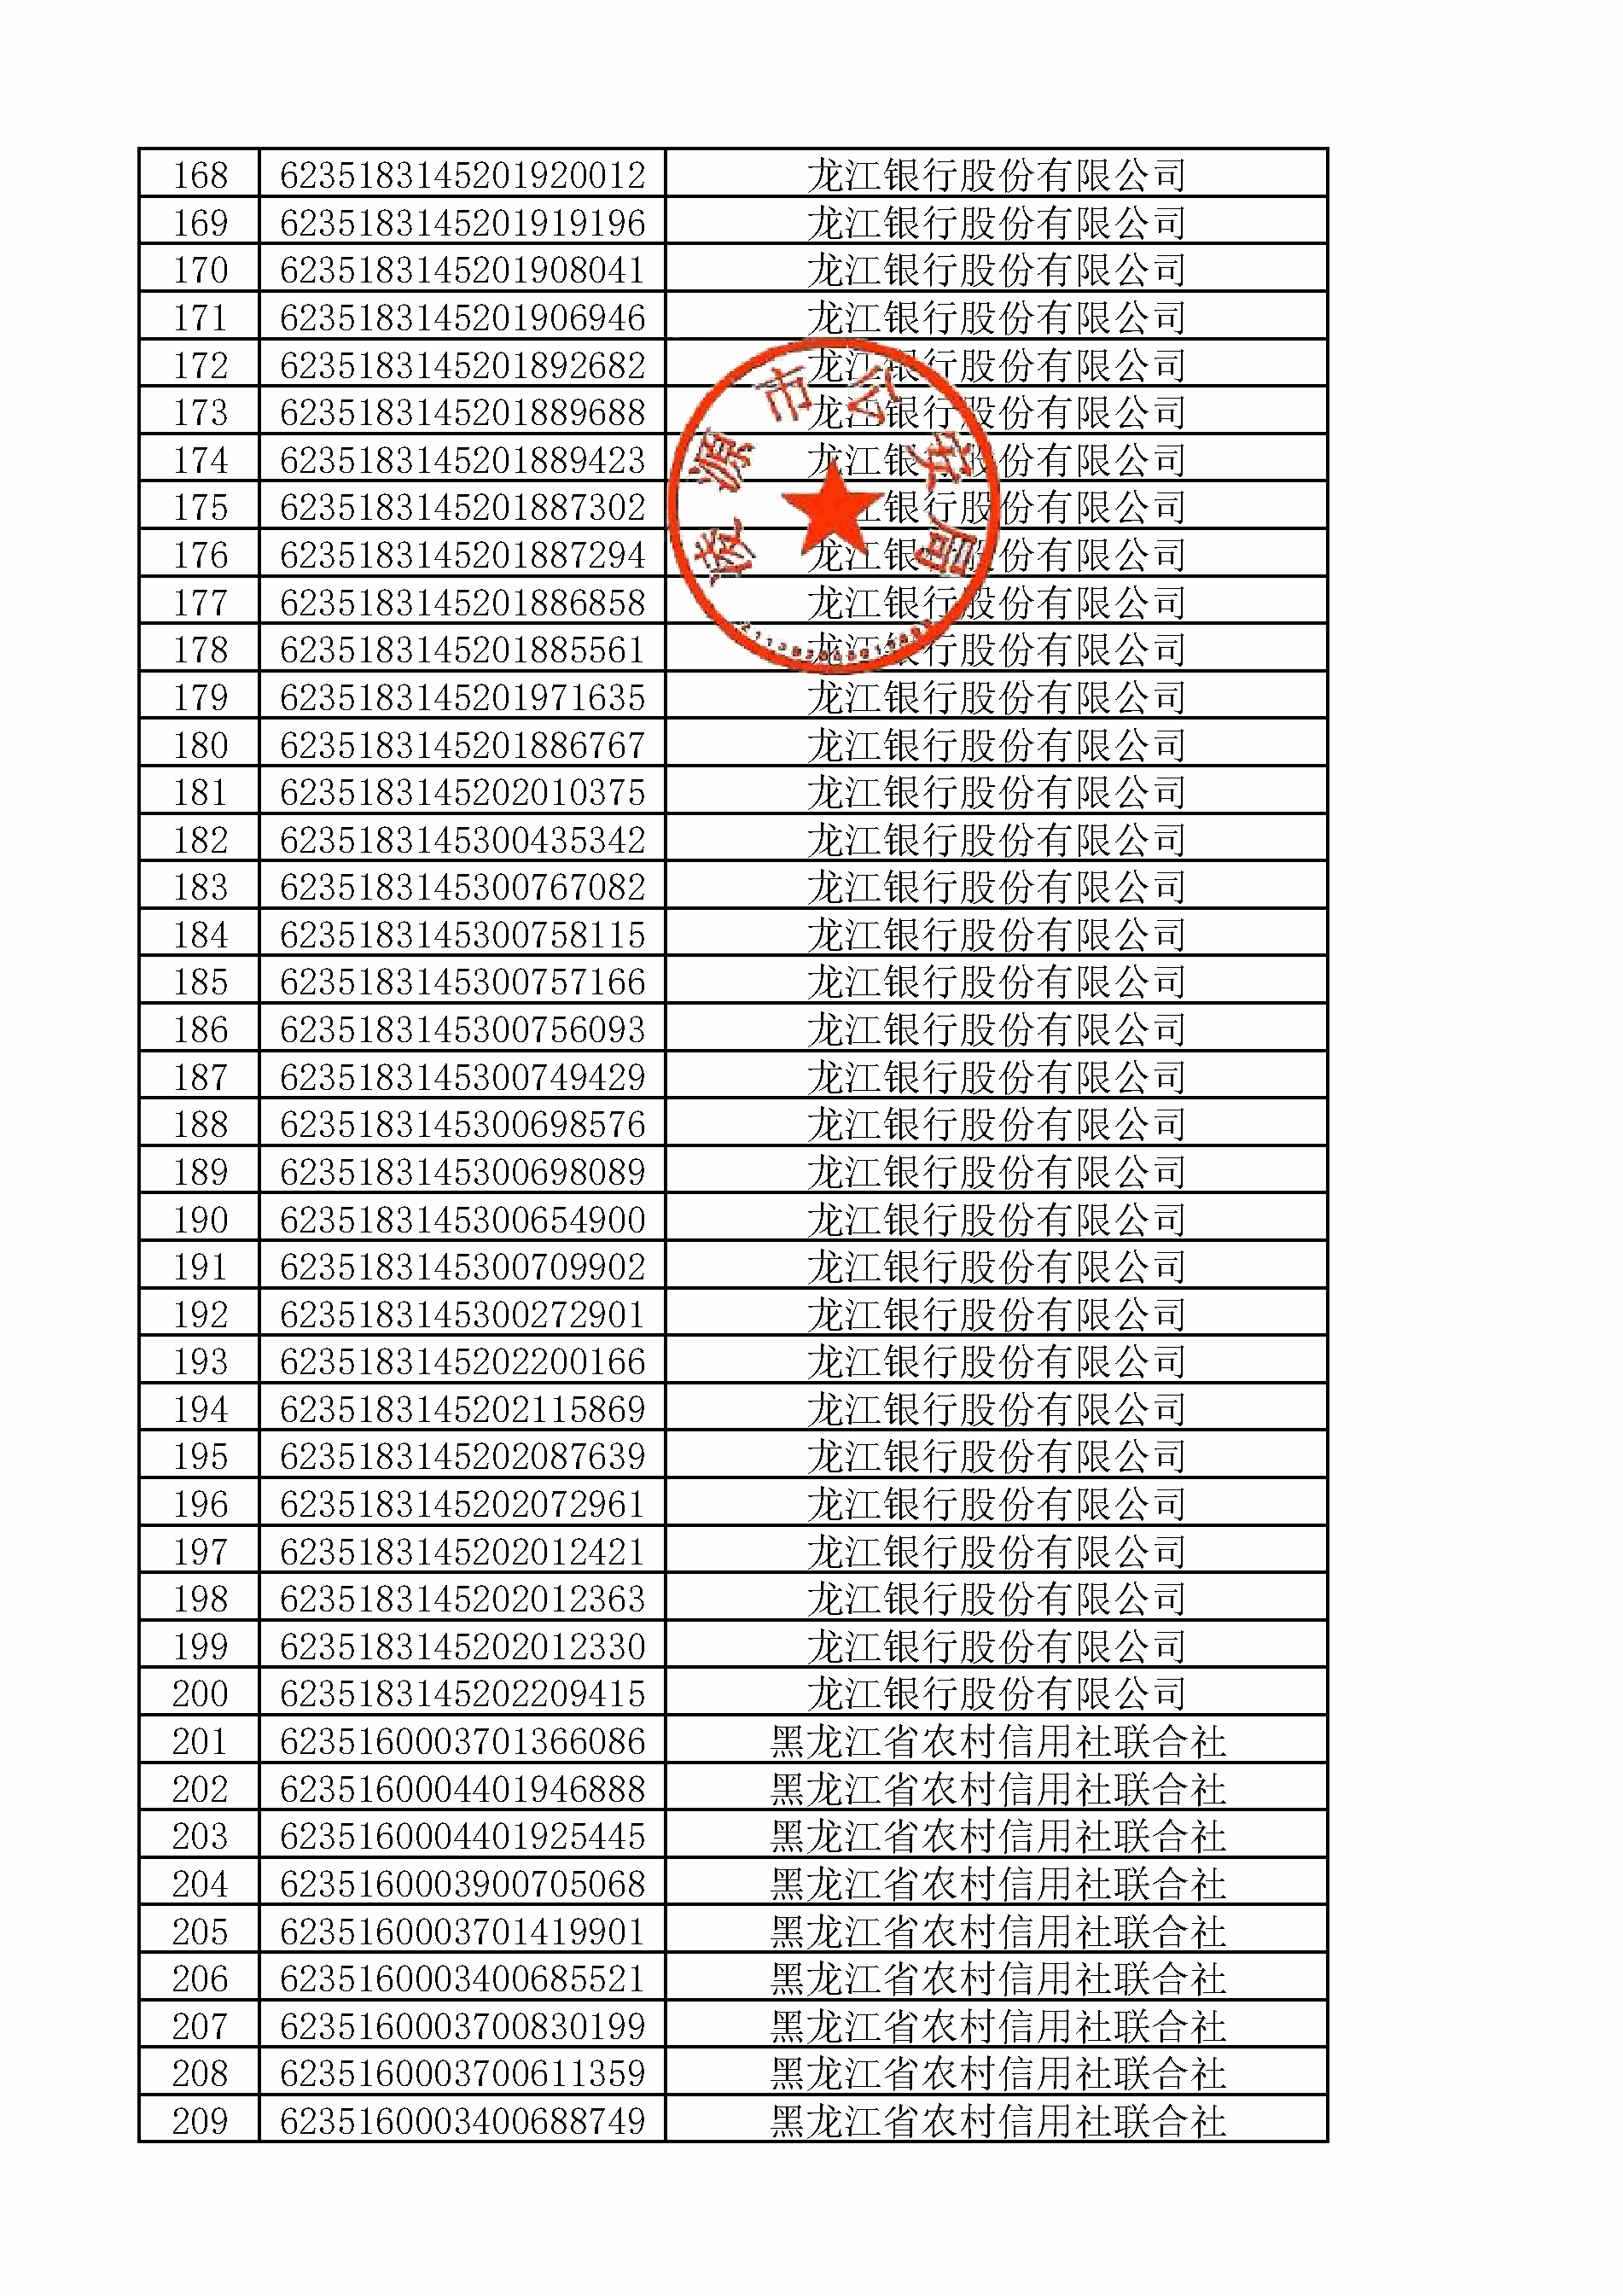 168 6235183145201920012 龙江银行股份有限公司
169 6235183145201919196 龙江银行股份有限公司
170 6235183145201908041 龙江银行股份有限公司
171 6235183145201906946 龙江银行股份有限公司
172 6235183145201892682 龙江银行股份有限公司
173 6235183145201889688 龙江银行股份有限公司
174 6235183145201889423 龙江银行股份有限公司
175 6235183145201887302 龙江银行股份有限公司
176 6235183145201887294 龙江银行股份有限公司
177 6235183145201886858 龙江银行股份有限公司
178 6235183145201885561 龙江银行股份有限公司
凌源市公安局
179 6235183145201971635 龙江银行股份有限公司
180 6235183145201886767 龙江银行股份有限公司
181 6235183145202010375 龙江银行股份有限公司
182 6235183145300435342 龙江银行股份有限公司
183 6235183145300767082 龙江银行股份有限公司
184 6235183145300758115 龙江银行股份有限公司
185 6235183145300757166 龙江银行股份有限公司
186 6235183145300756093 龙江银行股份有限公司
187 6235183145300749429 龙江银行股份有限公司
188 6235183145300698576 龙江银行股份有限公司
189 6235183145300698089 龙江银行股份有限公司
190 6235183145300654900 龙江银行股份有限公司
191 6235183145300709902 龙江银行股份有限公司
192 6235183145300272901 龙江银行股份有限公司
193 6235183145202200166 龙江银行股份有限公司
194 6235183145202115869 龙江银行股份有限公司
195 6235183145202087639 龙江银行股份有限公司
196 6235183145202072961 龙江银行股份有限公司
197 6235183145202012421 龙江银行股份有限公司
198 6235183145202012363 龙江银行股份有限公司
199 6235183145202012330 龙江银行股份有限公司
200 6235183145202209415 龙江银行股份有限公司
201 6235160003701366086 黑龙江省农村信用社联合社
202 6235160004401946888 黑龙江省农村信用社联合社
203 6235160004401925445 黑龙江省农村信用社联合社
204 6235160003900705068 黑龙江省农村信用社联合社
205 6235160003701419901 黑龙江省农村信用社联合社
206 6235160003400685521 黑龙江省农村信用社联合社
207 6235160003700830199 黑龙江省农村信用社联合社
208 6235160003700611359 黑龙江省农村信用社联合社
209 6235160003400688749 黑龙江省农村信用社联合社